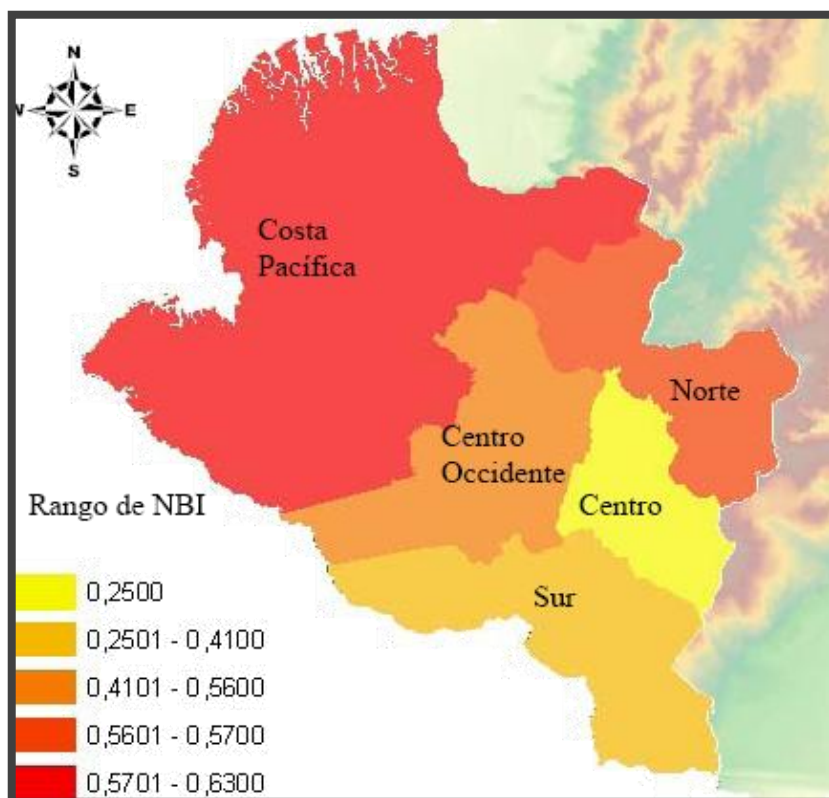 N
E
S
Costa
Pacífica
Norte
Centro
Occidente
Rango de NBI
Centro
Sur
0,2500
0,2501 - 0,4100
0,4101 - 0,5600
0,5601 - 0,5700
0,5701 - 0,6300